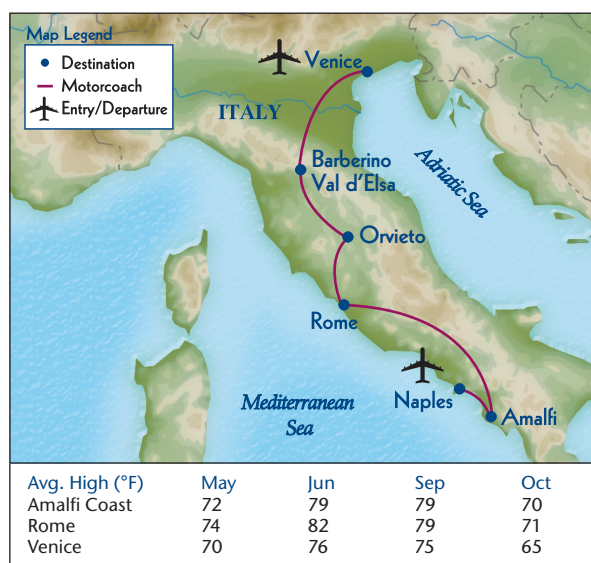 Map Legend
Destination
Motorcoach
Entry/Departure
Venice
ITALY
Barberino
Val d'Elsa
Adriatic Sea
Orvieto
Rome
Naples
Amalfi
Mediterranean
Sea
Avg. High (°F) May Jun Sep Oct
Amalfi Coast 72 79 79 70
Rome 74 82 79 71
Venice 70 76 75 65